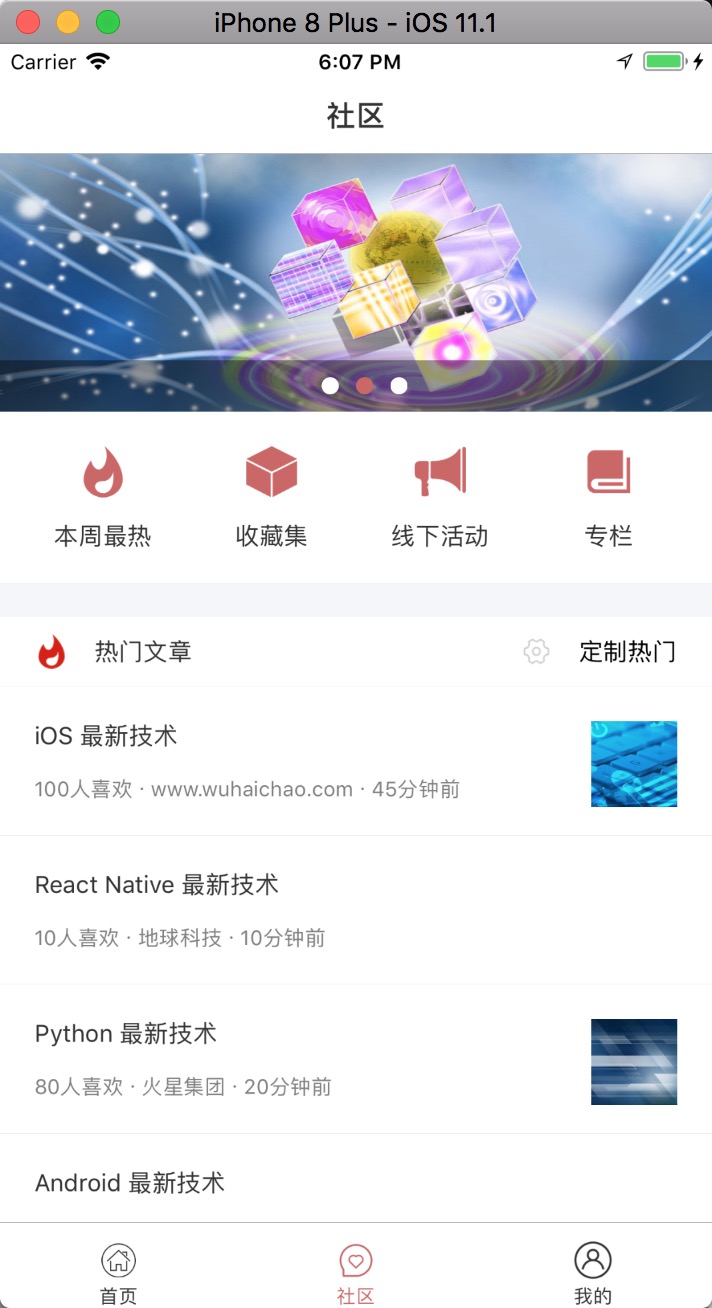 iPhone 8 Plus - iOS 11.1
Carrier 6:07 PM
社区
本周最热 收藏集 线下活动 专栏
热门文章 定制热门
iOS 最新技术
100人喜欢 · www.wuhaichao.com · 45分钟前
React Native 最新技术
10人喜欢 · 地球科技 · 10分钟前
Python 最新技术
80人喜欢 · 火星集团 · 20分钟前
Android 最新技术
首页 社区 我的